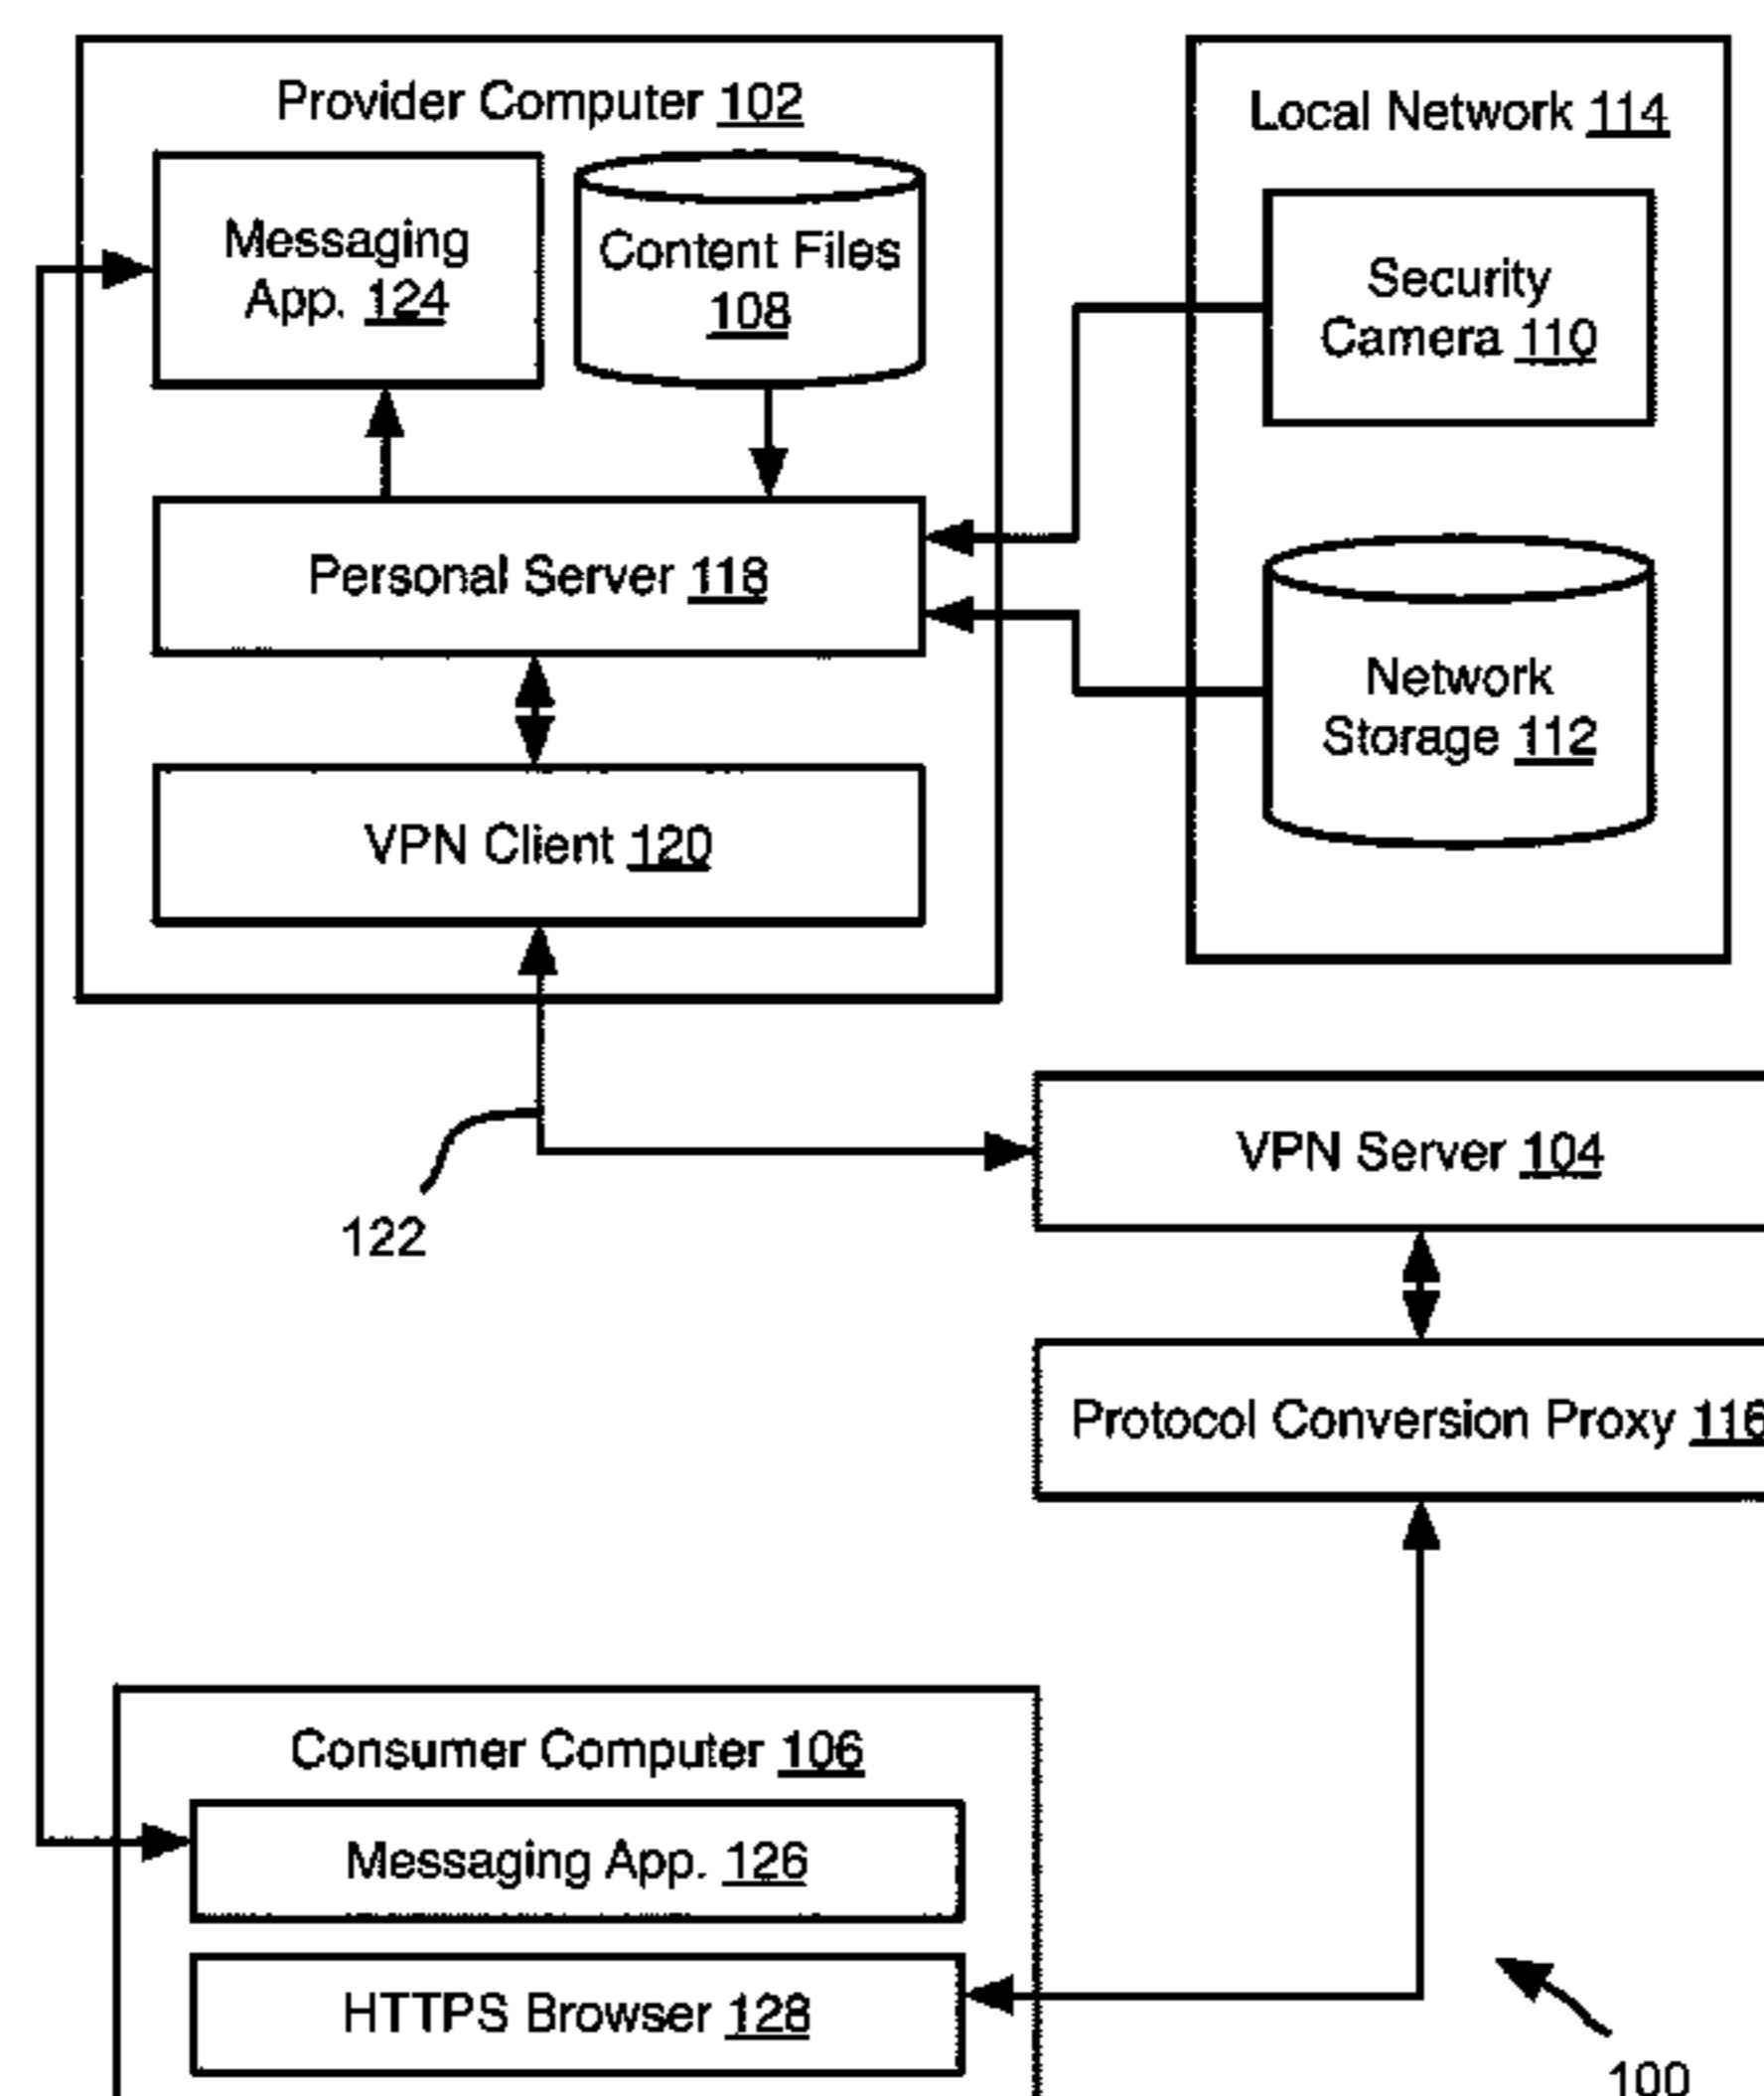 Provider Computer 102
Local Network 114
Messaging
App. 124
Content Files
108
Security
Camera 110
Personal Server 118
Network
Storage 112
VPN Client 120
VPN Server 104
122
Protocol Conversion Proxy 116
Consumer Computer 106
Messaging App. 126
HTTPS Browser 128
100